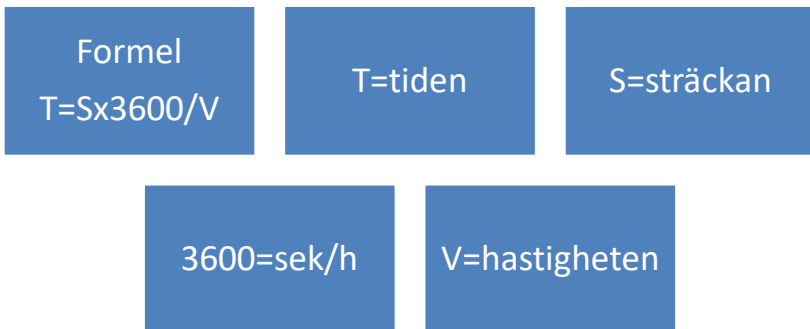 Formel
T=Sx3600/V
T=tiden
S=sträckan
3600=sek/h
V=hastigheten